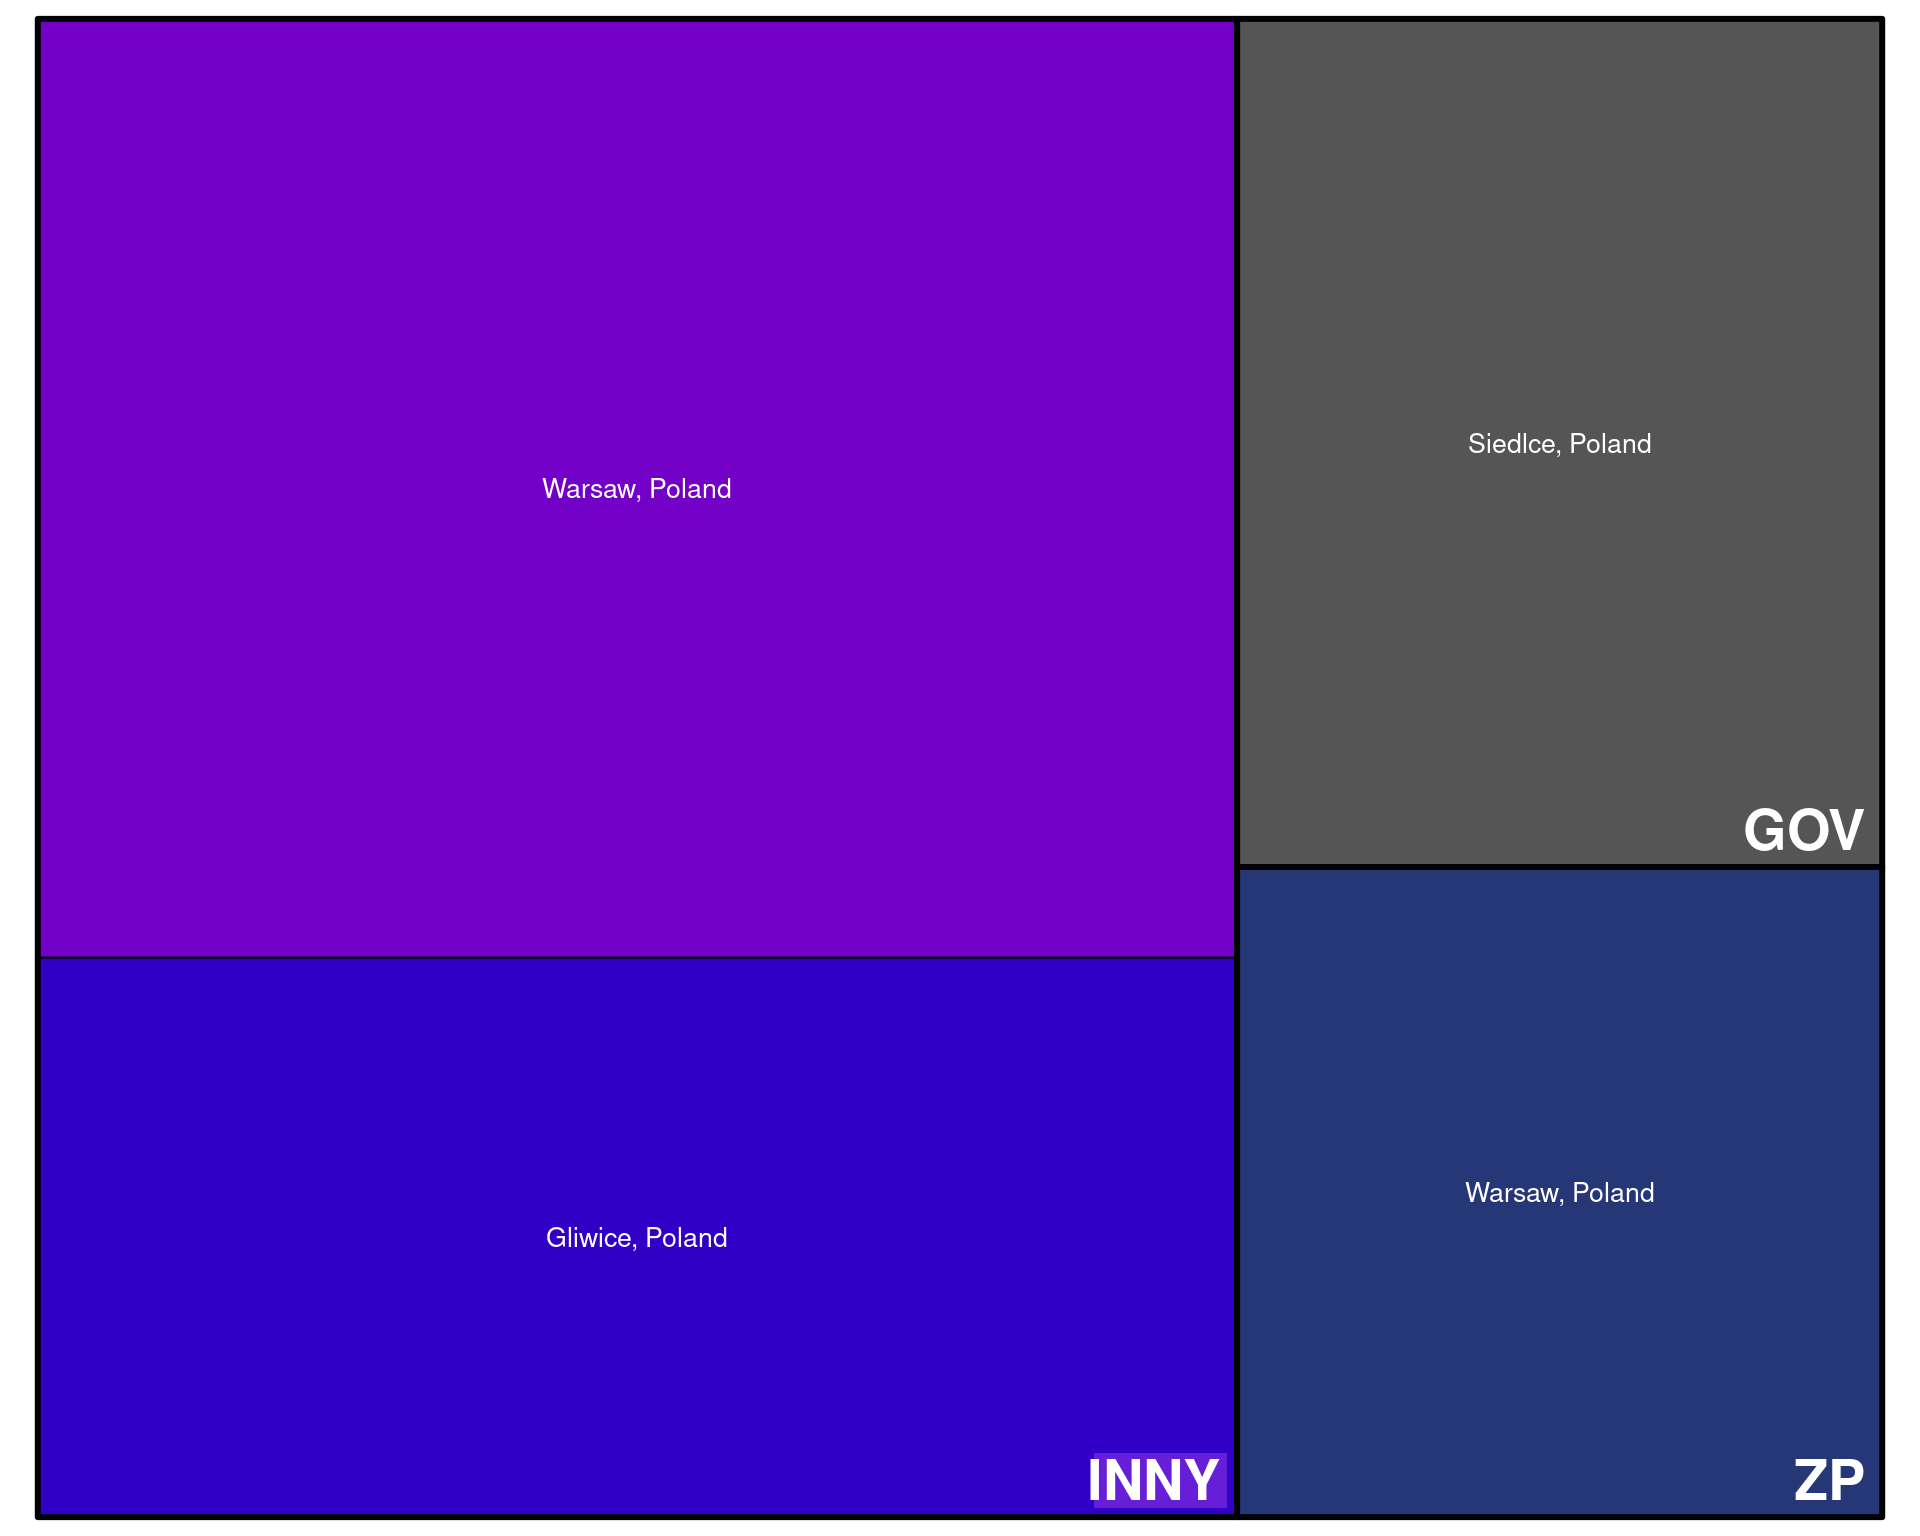 Warsaw, Poland
Gliwice, Poland
INNY
Siedlce, Poland
GOV
Warsaw, Poland
ZP